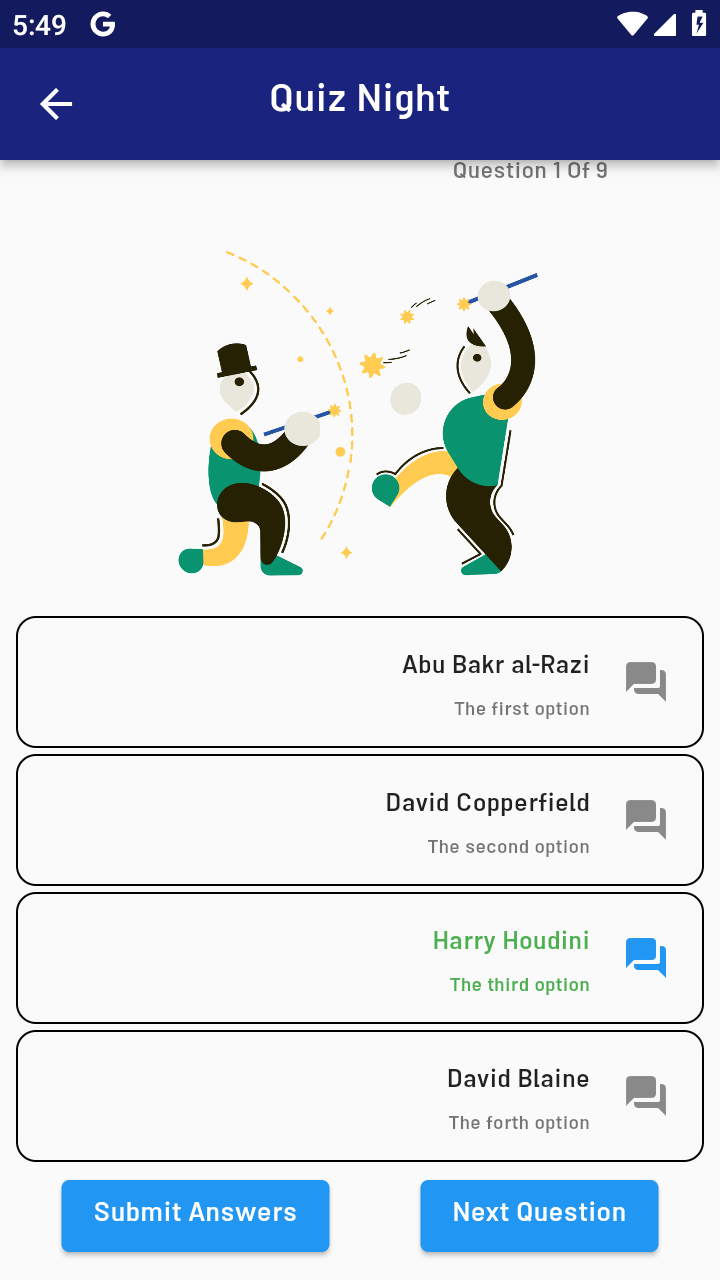 5:49
Quiz Night
Question 1 Of 9
Abu Bakr al-Razi
The first option
David Copperfield
The second option
Harry Houdini
The third option
David Blaine
The forth option
Submit Answers
Next Question